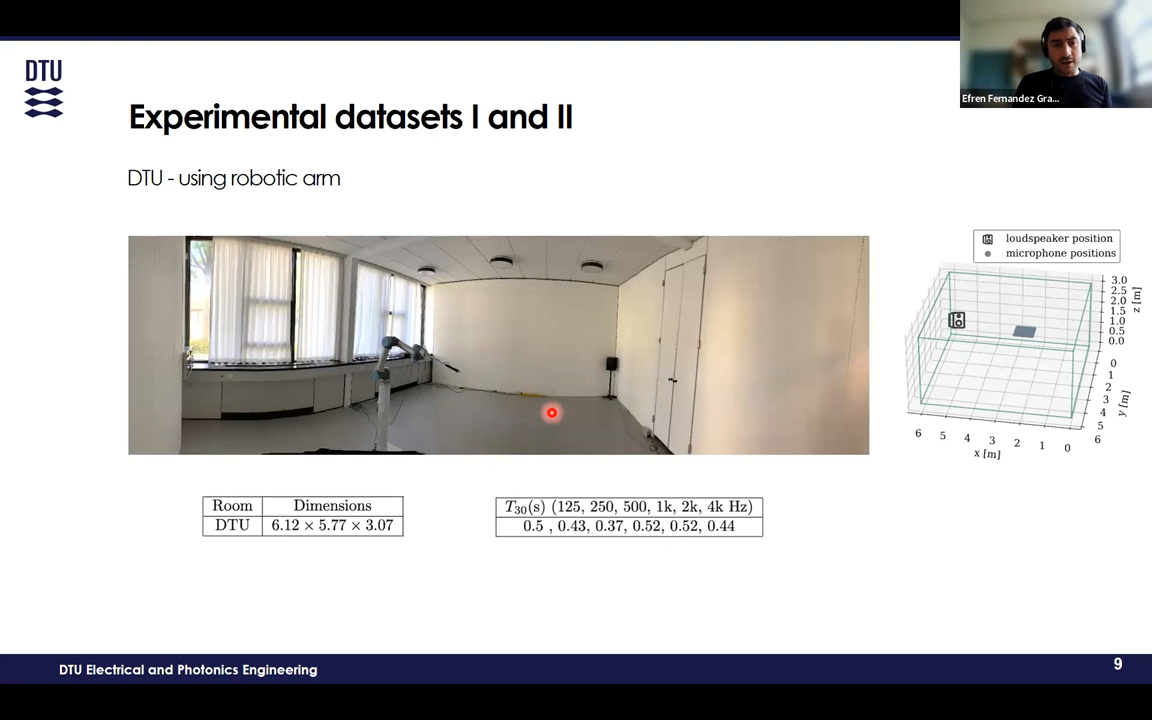 Efren Fernandez Gra...
DTU
Experimental datasets I and II
DTU - using robotic arm
loudspeaker position
microphone positions
3.0
2.5
2.0
1.5
1.0
0.5
0.0
z [m]
0
1
2
3
4
5
6
y [m]
6 5 4 3 2 1 0
x [m]
Room Dimensions
DTU 6.12 × 5.77 × 3.07
T₃₀(s) (125, 250, 500, 1k, 2k, 4k Hz)
0.5 , 0.43, 0.37, 0.52, 0.52, 0.44
DTU Electrical and Photonics Engineering
9